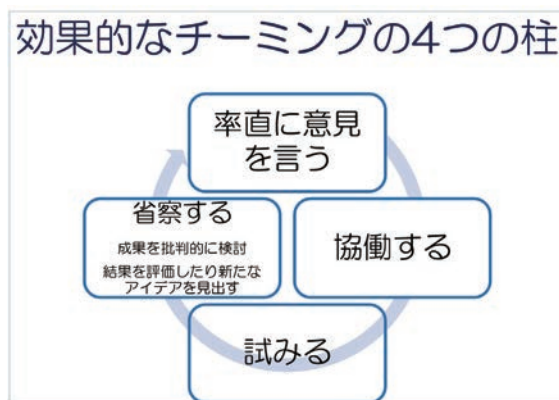 効果的なチーミングの4つの柱
率直に意見
を言う
協働する
試みる
省察する
成果を批判的に検討
結果を評価したり新たな
アイデアを見出す